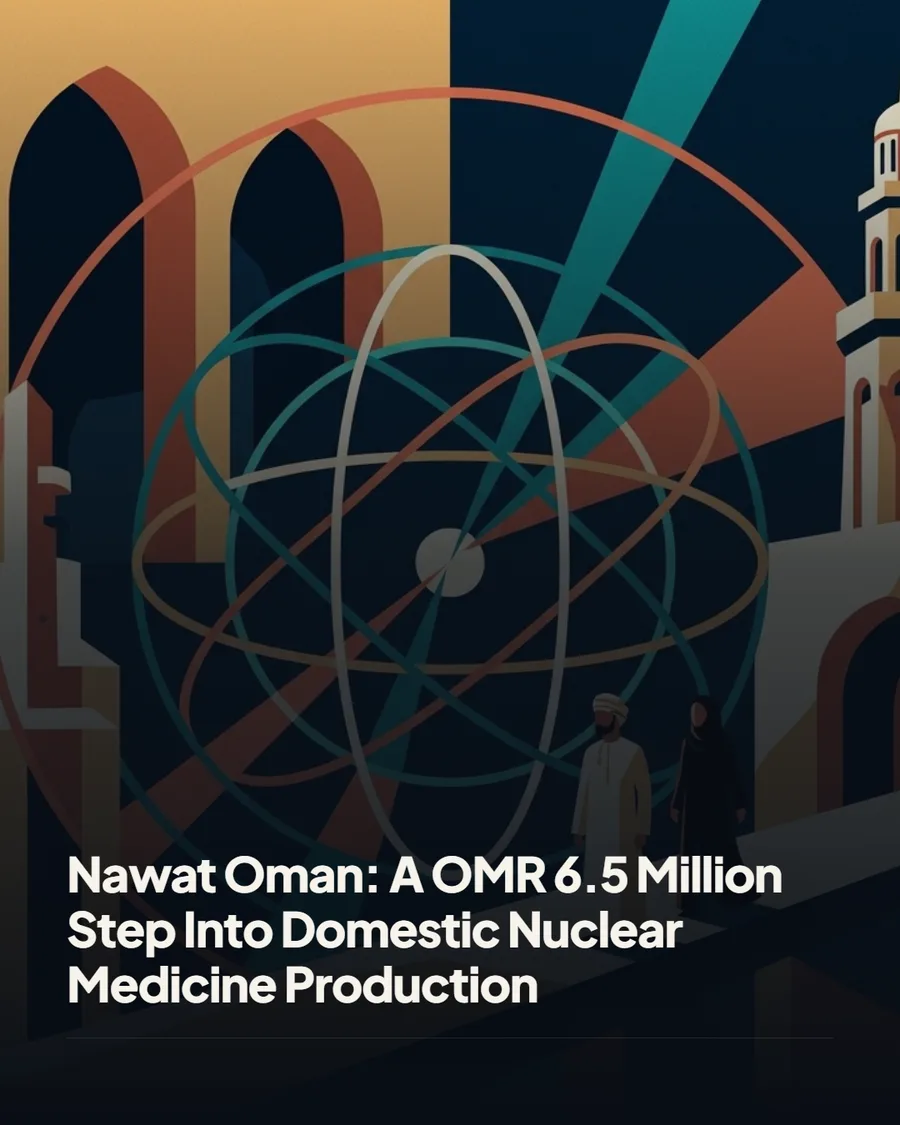 Nawat Oman: A OMR 6.5 Million
Step Into Domestic Nuclear
Medicine Production